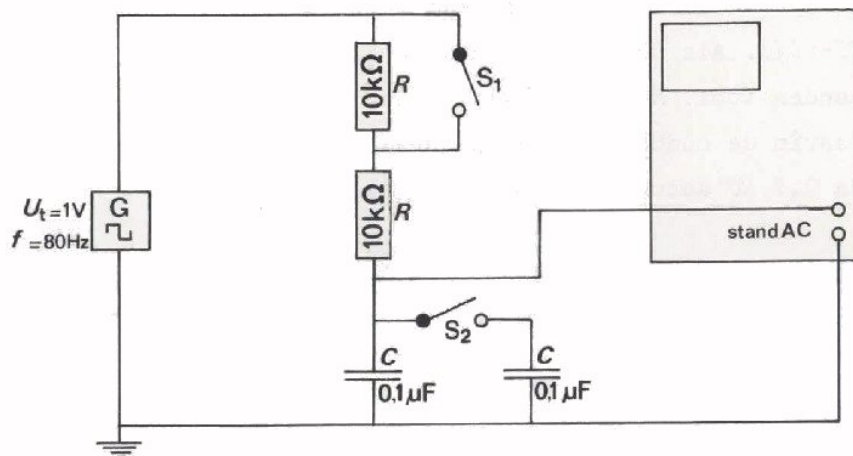 10kΩ
R
S₁
10kΩ
R
Uₜ=1V
f=80Hz
G
stand AC
S₂
C
0,1µF
C
0,1µF